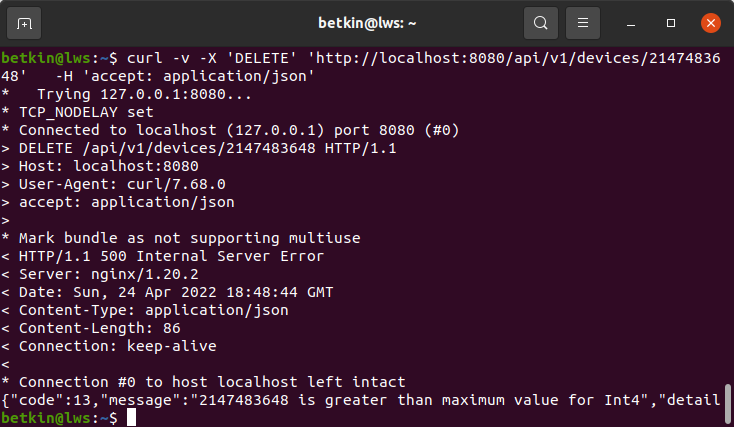 betkin@lws: ~
betkin@lws:~$ curl -v -X 'DELETE' 'http://localhost:8080/api/v1/devices/21474836
48'   -H 'accept: application/json'
*   Trying 127.0.0.1:8080...
* TCP_NODELAY set
* Connected to localhost (127.0.0.1) port 8080 (#0)
> DELETE /api/v1/devices/2147483648 HTTP/1.1
> Host: localhost:8080
> User-Agent: curl/7.68.0
> accept: application/json
>
* Mark bundle as not supporting multiuse
< HTTP/1.1 500 Internal Server Error
< Server: nginx/1.20.2
< Date: Sun, 24 Apr 2022 18:48:44 GMT
< Content-Type: application/json
< Content-Length: 86
< Connection: keep-alive
<
* Connection #0 to host localhost left intact
{"code":13,"message":"2147483648 is greater than maximum value for Int4","detail
betkin@lws:~$